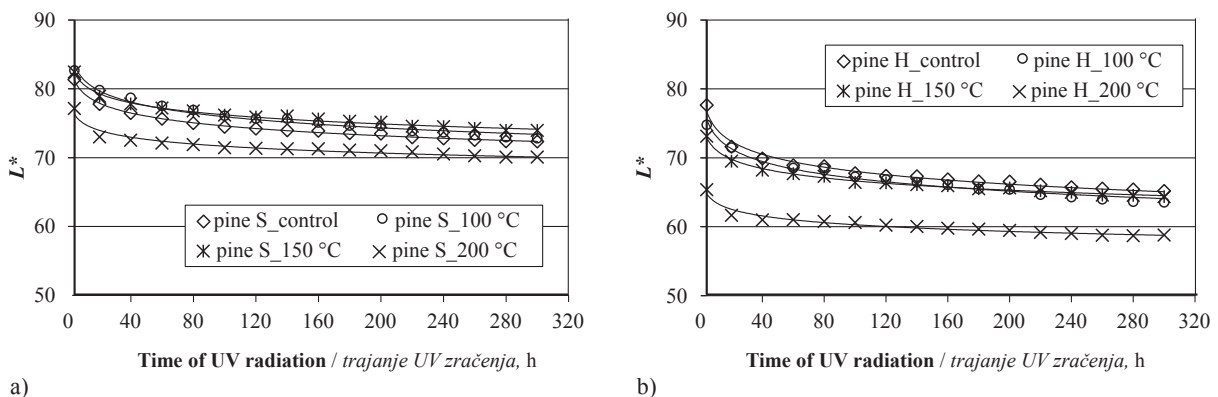 90
80
70
60
50
L*
pine S_control pine S_100 °C
pine S_150 °C pine S_200 °C
0 40 80 120 160 200 240 280 320
Time of UV radiation / trajanje UV zračenja, h
a)
90
80
70
60
50
L*
pine H_control pine H_100 °C
pine H_150 °C pine H_200 °C
0 40 80 120 160 200 240 280 320
Time of UV radiation / trajanje UV zračenja, h
b)